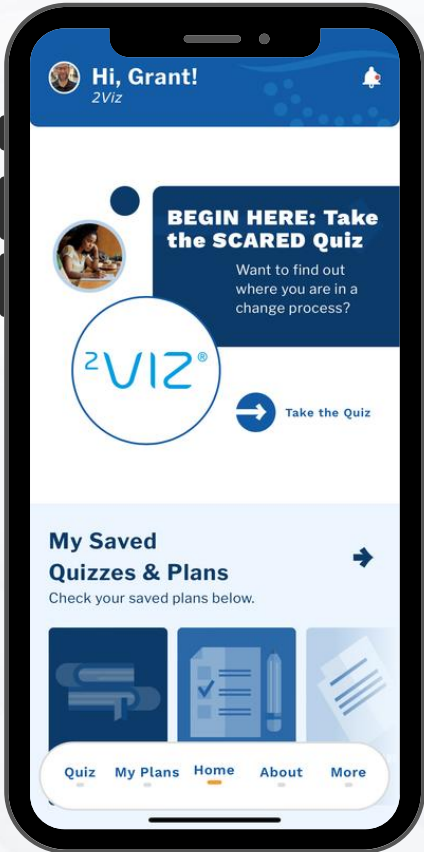 Hi, Grant!
2Viz
BEGIN HERE: Take
the SCARED Quiz
Want to find out
where you are in a
change process?
2VIZ®
Take the Quiz
My Saved
Quizzes & Plans
Check your saved plans below.
Quiz My Plans Home About More